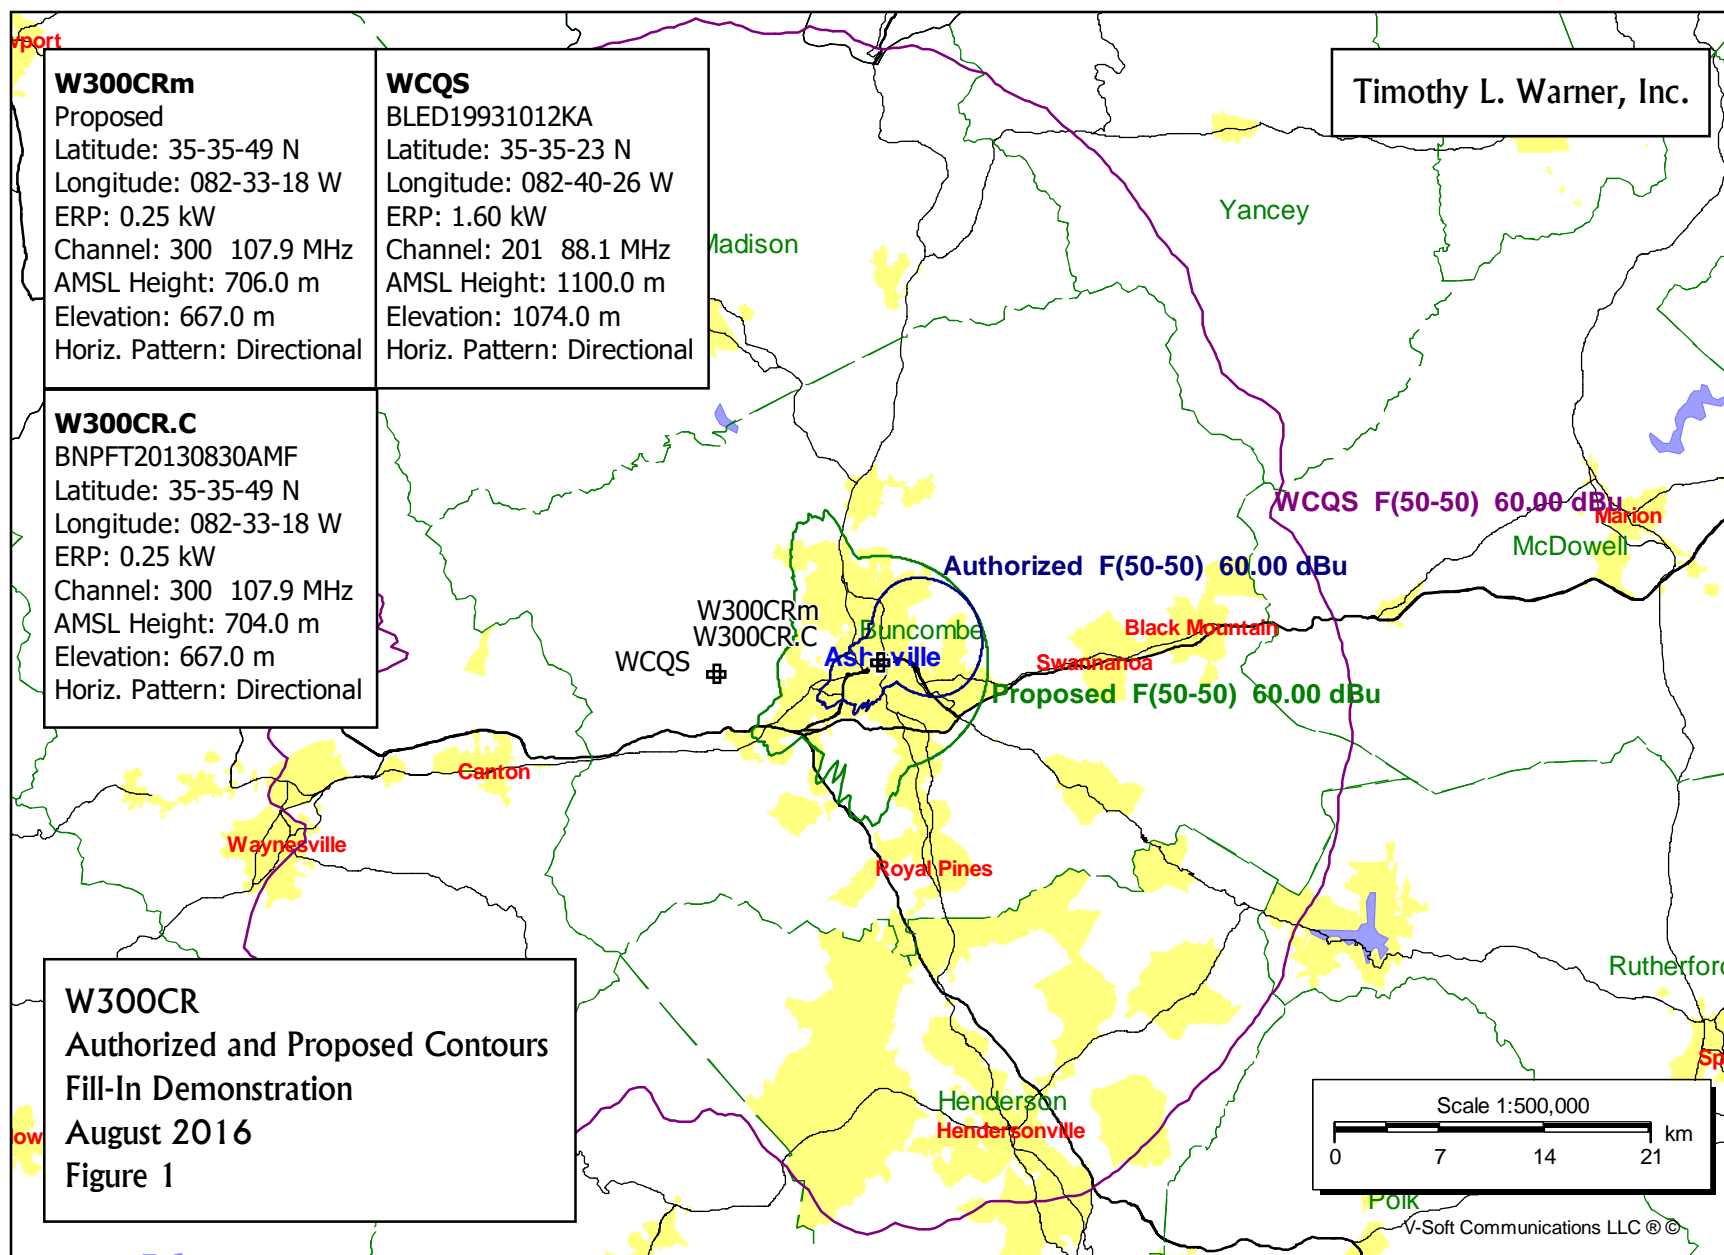 wport
W300CRm
Proposed
Latitude: 35-35-49 N
Longitude: 082-33-18 W
ERP: 0.25 kW
Channel: 300  107.9 MHz
AMSL Height: 706.0 m
Elevation: 667.0 m
Horiz. Pattern: Directional
WCQS
BLED19931012KA
Latitude: 35-35-23 N
Longitude: 082-40-26 W
ERP: 1.60 kW
Channel: 201  88.1 MHz
AMSL Height: 1100.0 m
Elevation: 1074.0 m
Horiz. Pattern: Directional
Timothy L. Warner, Inc.
W300CR.C
BNPFT20130830AMF
Latitude: 35-35-49 N
Longitude: 082-33-18 W
ERP: 0.25 kW
Channel: 300  107.9 MHz
AMSL Height: 704.0 m
Elevation: 667.0 m
Horiz. Pattern: Directional
Madison
Yancey
WCQS  F(50-50)  60.00 dBu
Marion
McDowell
Authorized  F(50-50)  60.00 dBu
W300CRm
W300CR.C
Buncombe
Black Mountain
WCQS
Asheville
Swannanoa
Proposed  F(50-50)  60.00 dBu
Canton
Waynesville
Royal Pines
Rutherford
W300CR
Authorized and Proposed Contours
Fill-In Demonstration
August 2016
Figure 1
Sp
Henderson
Hendersonville
low
Scale 1:500,000
km
0 7 14 21
Polk
V-Soft Communications LLC ® ©